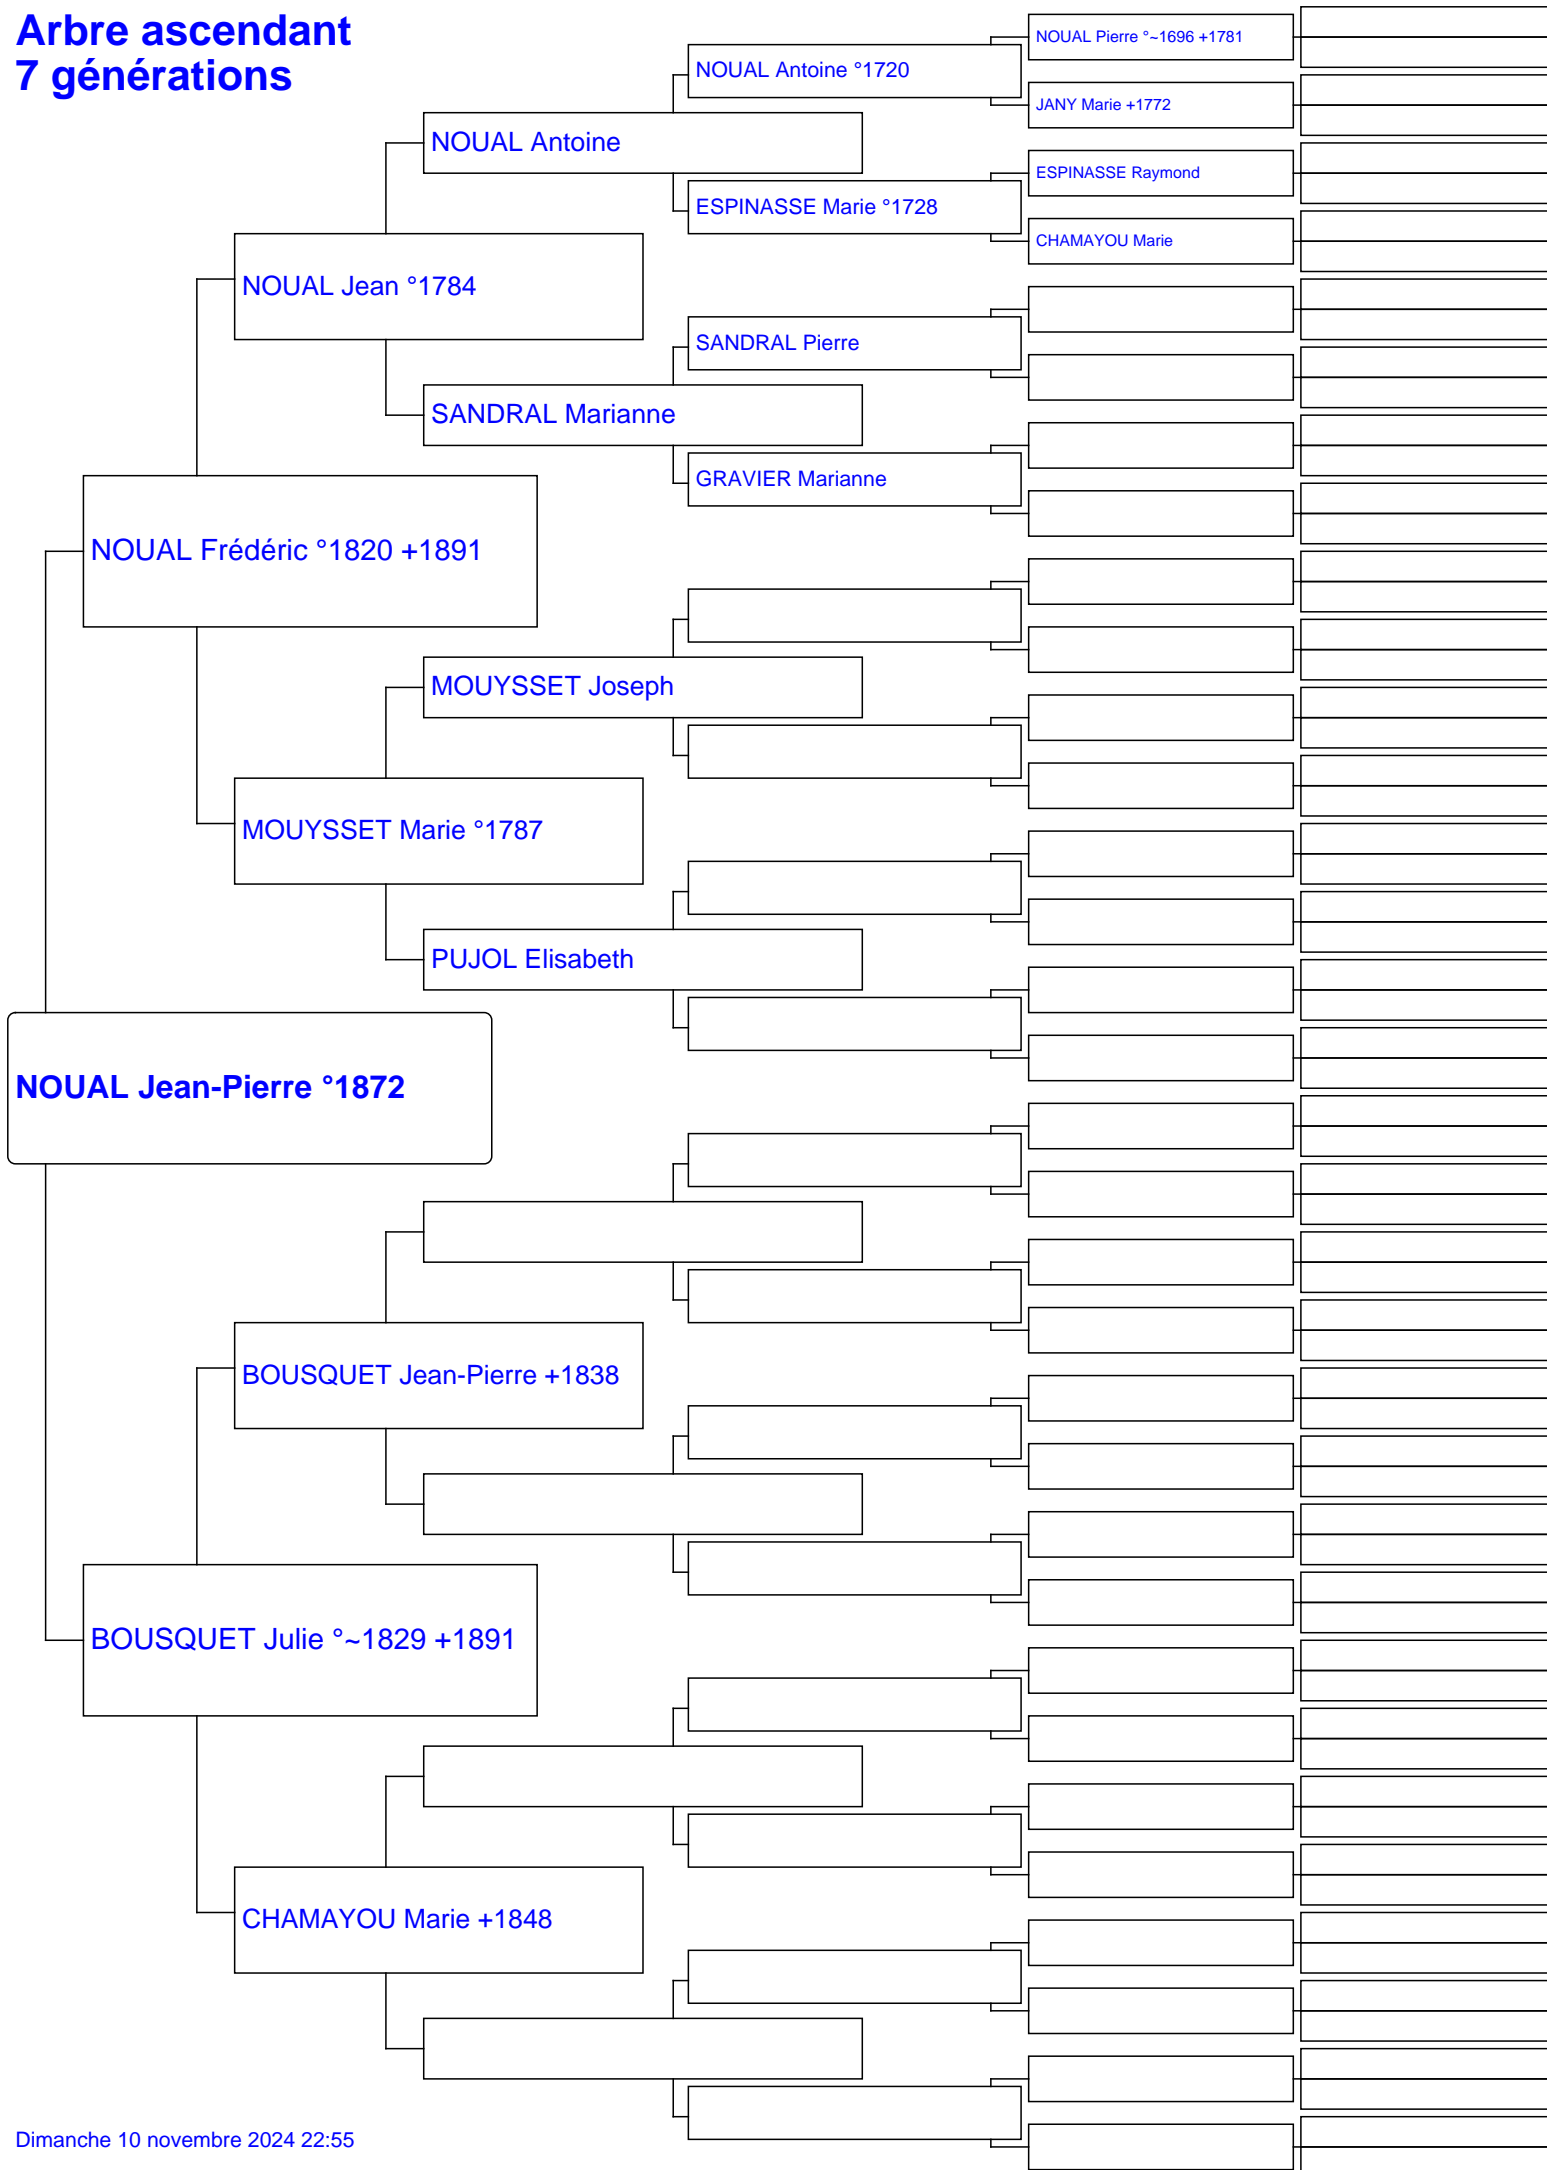 Arbre ascendant
7 générations
NOUAL Pierre °~1696 +1781
NOUAL Antoine °1720
JANY Marie +1772
NOUAL Antoine
ESPINASSE Raymond
ESPINASSE Marie °1728
CHAMAYOU Marie
NOUAL Jean °1784
SANDRAL Pierre
SANDRAL Marianne
GRAVIER Marianne
NOUAL Frédéric °1820 +1891
MOUYSSET Joseph
MOUYSSET Marie °1787
PUJOL Elisabeth
NOUAL Jean-Pierre °1872
BOUSQUET Jean-Pierre +1838
BOUSQUET Julie °~1829 +1891
CHAMAYOU Marie +1848
Dimanche 10 novembre 2024 22:55